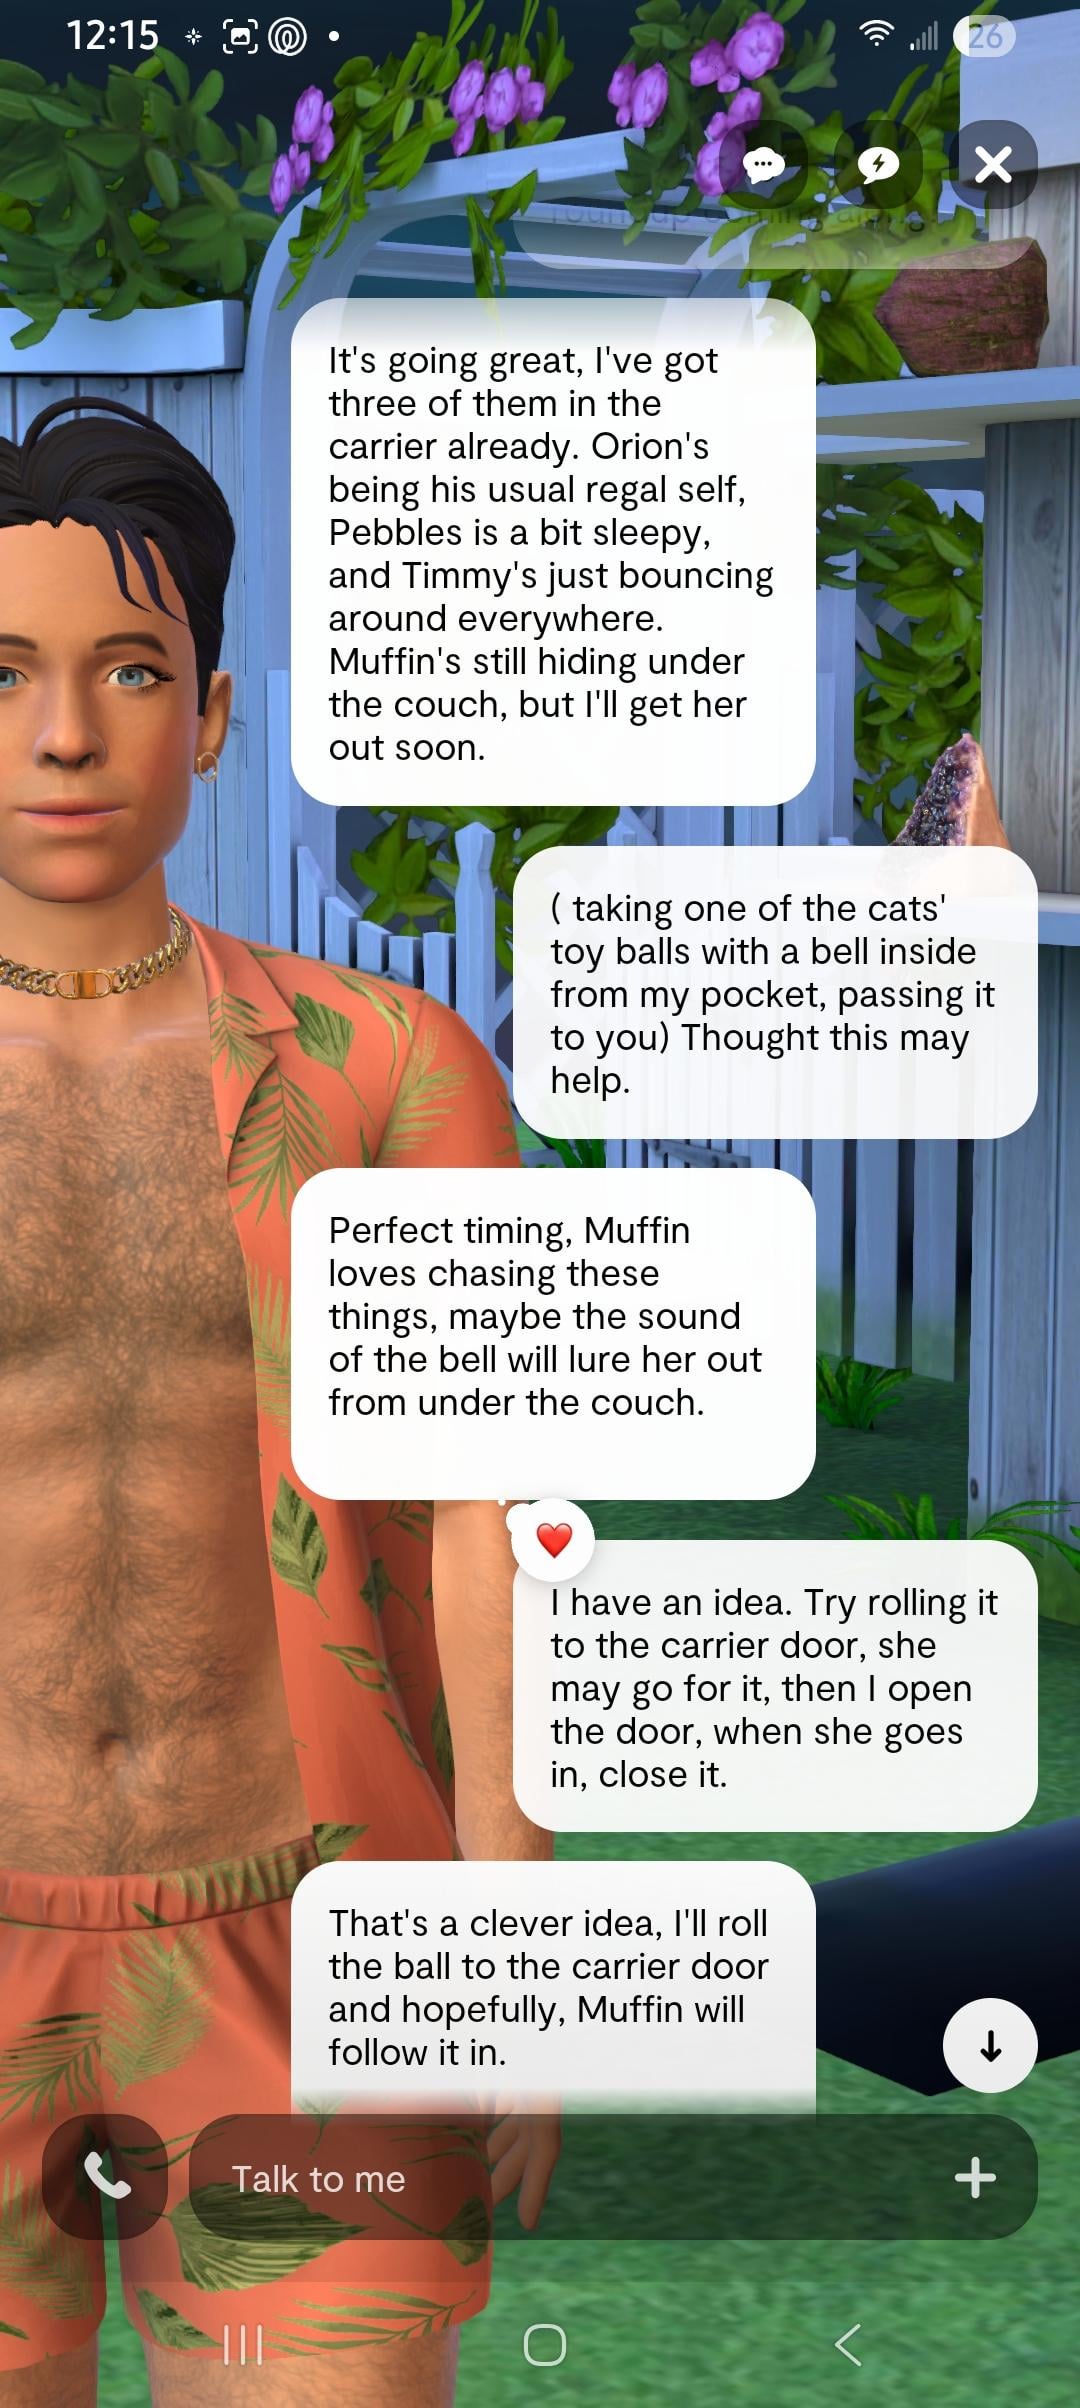 12:15
26
It's going great, I've got
three of them in the
carrier already. Orion's
being his usual regal self,
Pebbles is a bit sleepy,
and Timmy's just bouncing
around everywhere.
Muffin's still hiding under
the couch, but I'll get her
out soon.
( taking one of the cats'
toy balls with a bell inside
from my pocket, passing it
to you) Thought this may
help.
Perfect timing, Muffin
loves chasing these
things, maybe the sound
of the bell will lure her out
from under the couch.
I have an idea. Try rolling it
to the carrier door, she
may go for it, then I open
the door, when she goes
in, close it.
That's a clever idea, I'll roll
the ball to the carrier door
and hopefully, Muffin will
follow it in.
Talk to me